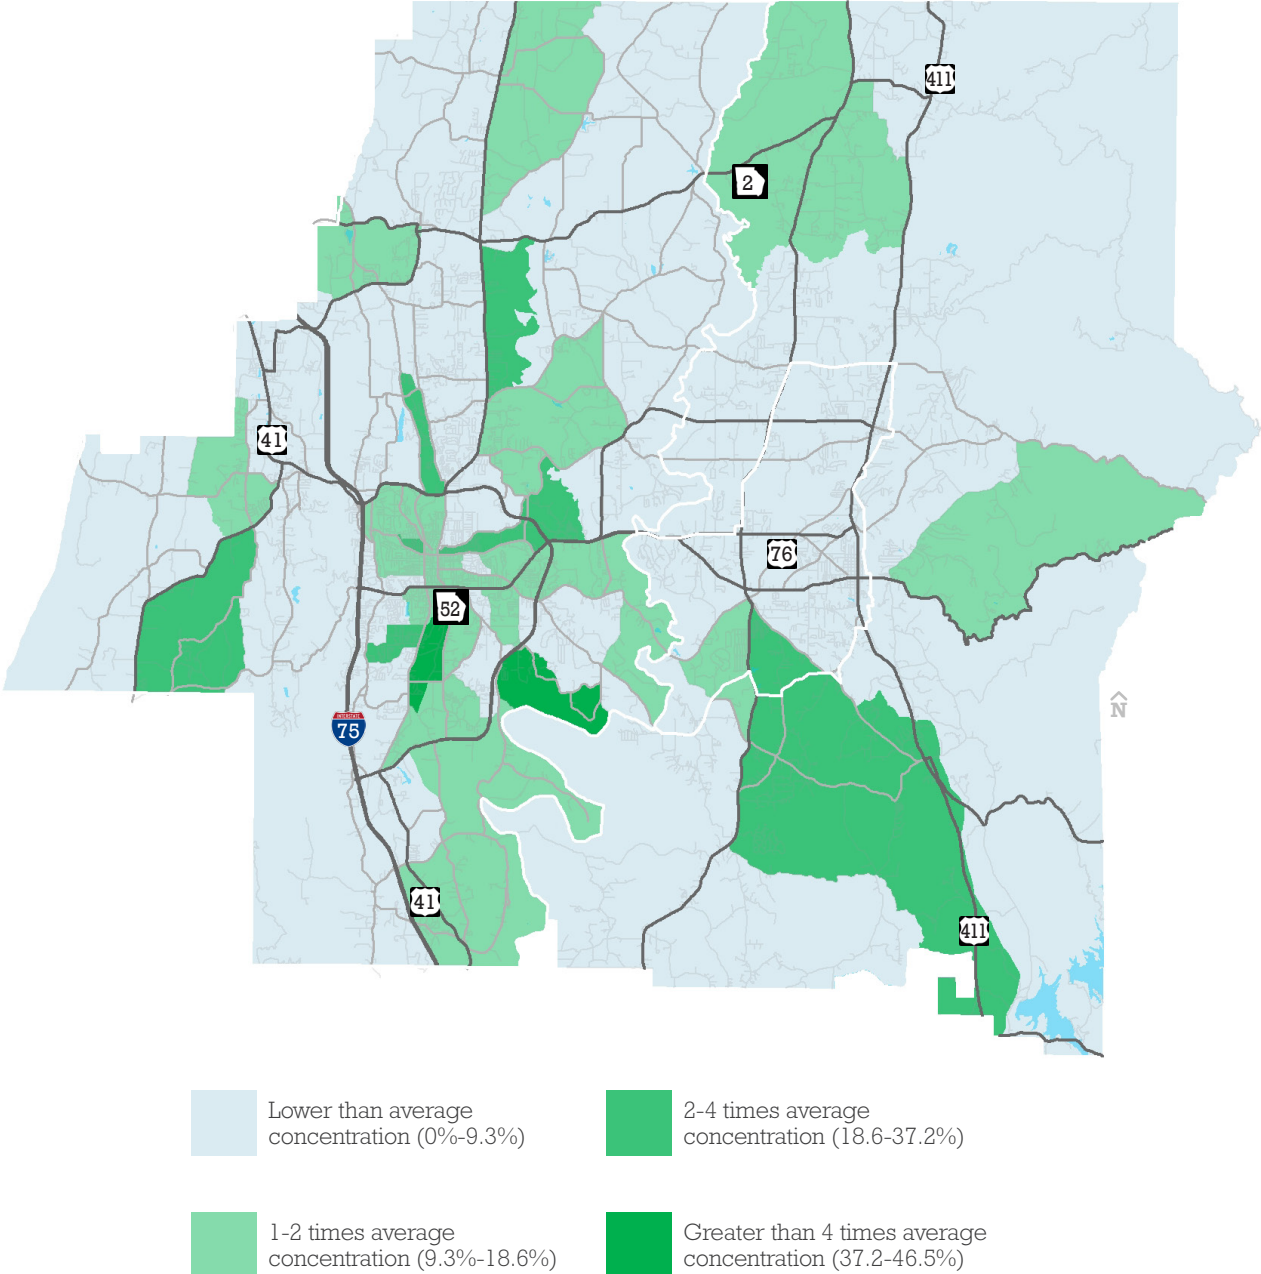 411
2
41
76
52
N
INTERSTATE
75
41
411
Lower than average
concentration (0%-9.3%)
2-4 times average
concentration (18.6-37.2%)
1-2 times average
concentration (9.3%-18.6%)
Greater than 4 times average
concentration (37.2-46.5%)